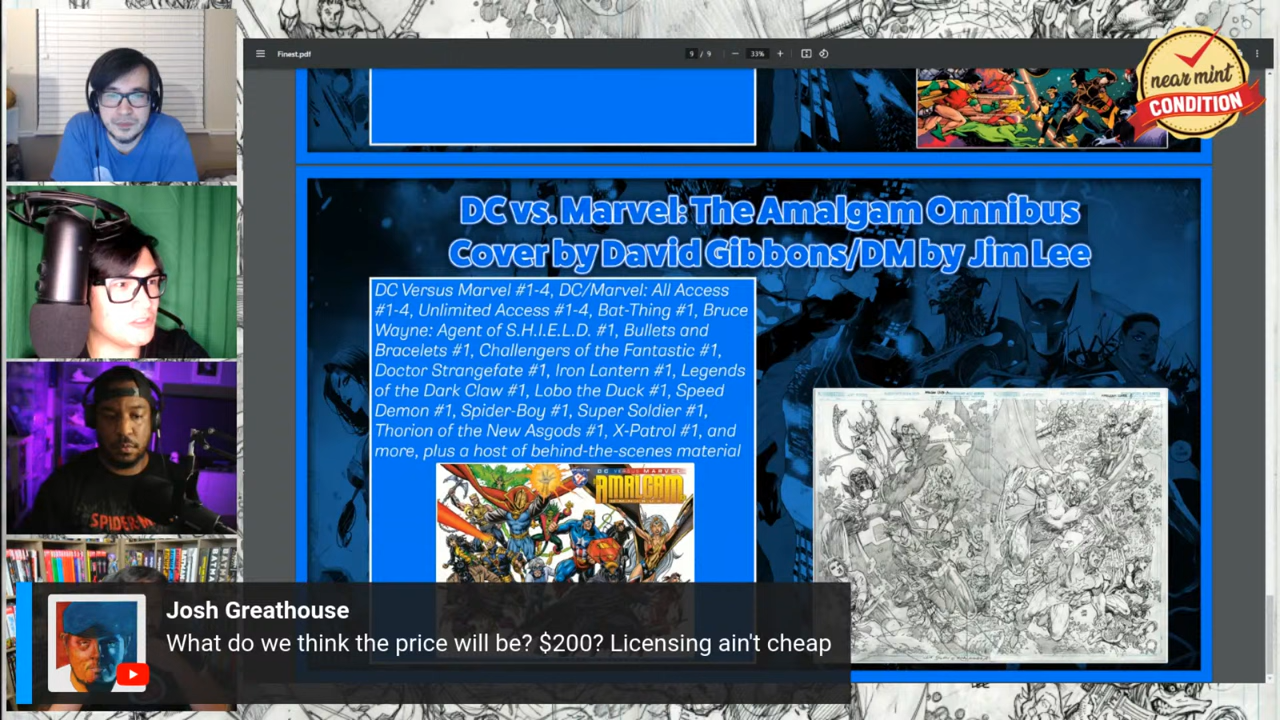 Finest.pdf
9 / 9
33%
near mint
CONDITION
DC vs. Marvel: The Amalgam Omnibus
Cover by David Gibbons/DM by Jim Lee
DC Versus Marvel #1-4, DC/Marvel: All Access
#1-4, Unlimited Access #1-4, Bat-Thing #1, Bruce
Wayne: Agent of S.H.I.E.L.D. #1, Bullets and
Bracelets #1, Challengers of the Fantastic #1,
Doctor Strangefate #1, Iron Lantern #1, Legends
of the Dark Claw #1, Lobo the Duck #1, Speed
Demon #1, Spider-Boy #1, Super Soldier #1,
Thorion of the New Asgods #1, X-Patrol #1, and
more, plus a host of behind-the-scenes material
DC VERSUS MARVEL
AMALGAM
SPIDER-M
Josh Greathouse
What do we think the price will be? $200? Licensing ain't cheap